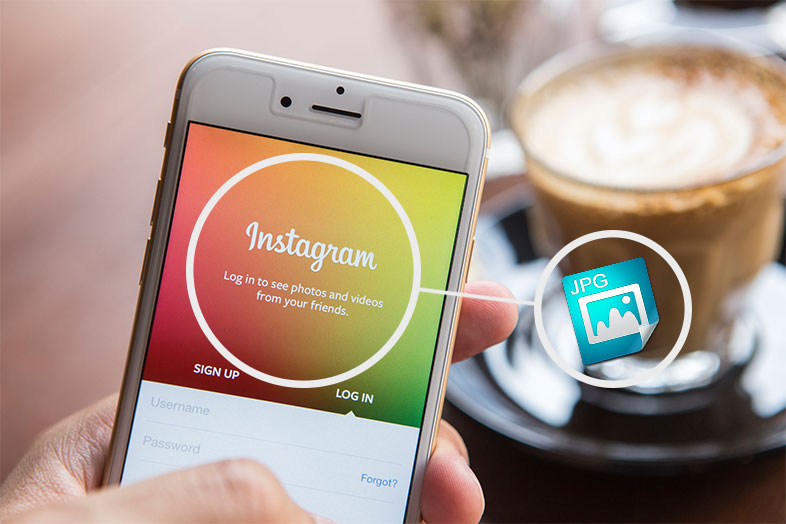 Instagram
Log in to see photos and videos
from your friends.
SIGN UP
LOG IN
Username
Password
Forgot?
JPG